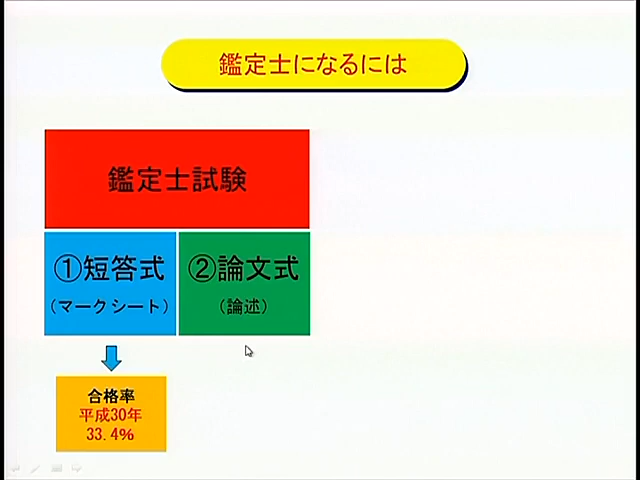 鑑定士になるには
鑑定士試験
①短答式
(マークシート)
②論文式
(論述)
合格率
平成30年
33.4%